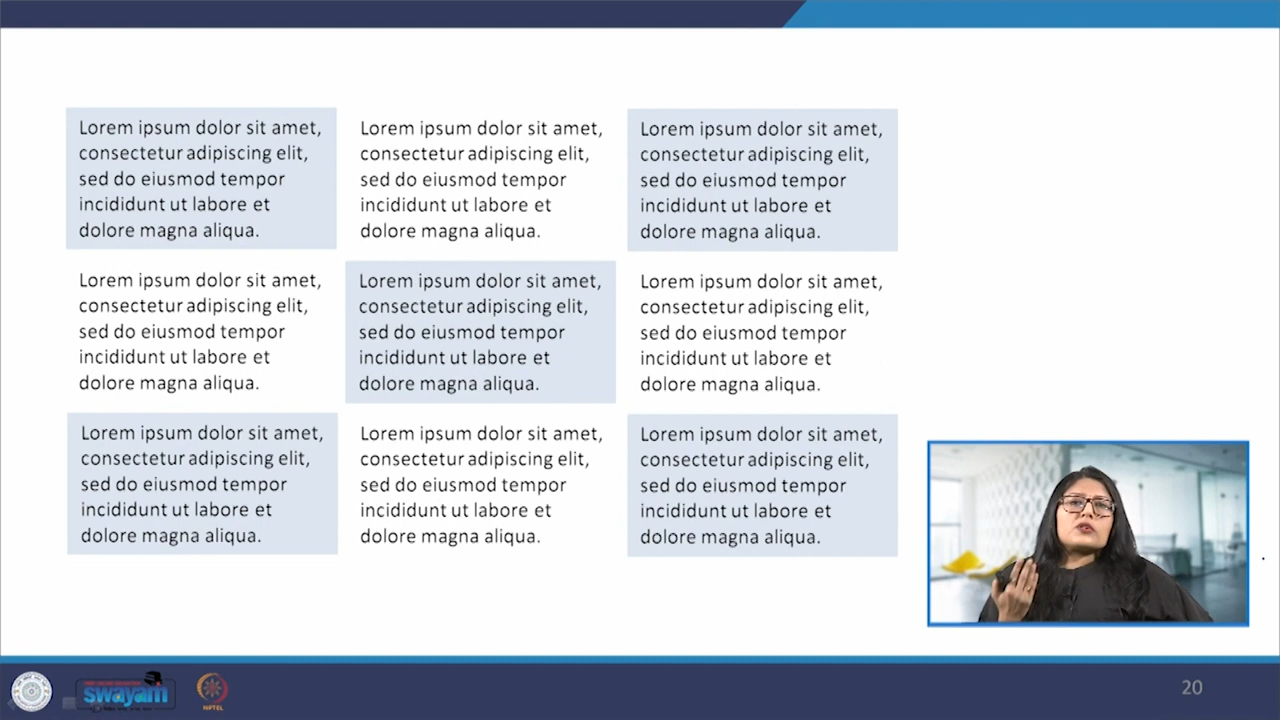 Lorem ipsum dolor sit amet,
consectetur adipiscing elit,
sed do eiusmod tempor
incididunt ut labore et
dolore magna aliqua.
Lorem ipsum dolor sit amet,
consectetur adipiscing elit,
sed do eiusmod tempor
incididunt ut labore et
dolore magna aliqua.
Lorem ipsum dolor sit amet,
consectetur adipiscing elit,
sed do eiusmod tempor
incididunt ut labore et
dolore magna aliqua.
Lorem ipsum dolor sit amet,
consectetur adipiscing elit,
sed do eiusmod tempor
incididunt ut labore et
dolore magna aliqua.
Lorem ipsum dolor sit amet,
consectetur adipiscing elit,
sed do eiusmod tempor
incididunt ut labore et
dolore magna aliqua.
Lorem ipsum dolor sit amet,
consectetur adipiscing elit,
sed do eiusmod tempor
incididunt ut labore et
dolore magna aliqua.
Lorem ipsum dolor sit amet,
consectetur adipiscing elit,
sed do eiusmod tempor
incididunt ut labore et
dolore magna aliqua.
Lorem ipsum dolor sit amet,
consectetur adipiscing elit,
sed do eiusmod tempor
incididunt ut labore et
dolore magna aliqua.
Lorem ipsum dolor sit amet,
consectetur adipiscing elit,
sed do eiusmod tempor
incididunt ut labore et
dolore magna aliqua.
swayam
NPTEL
20